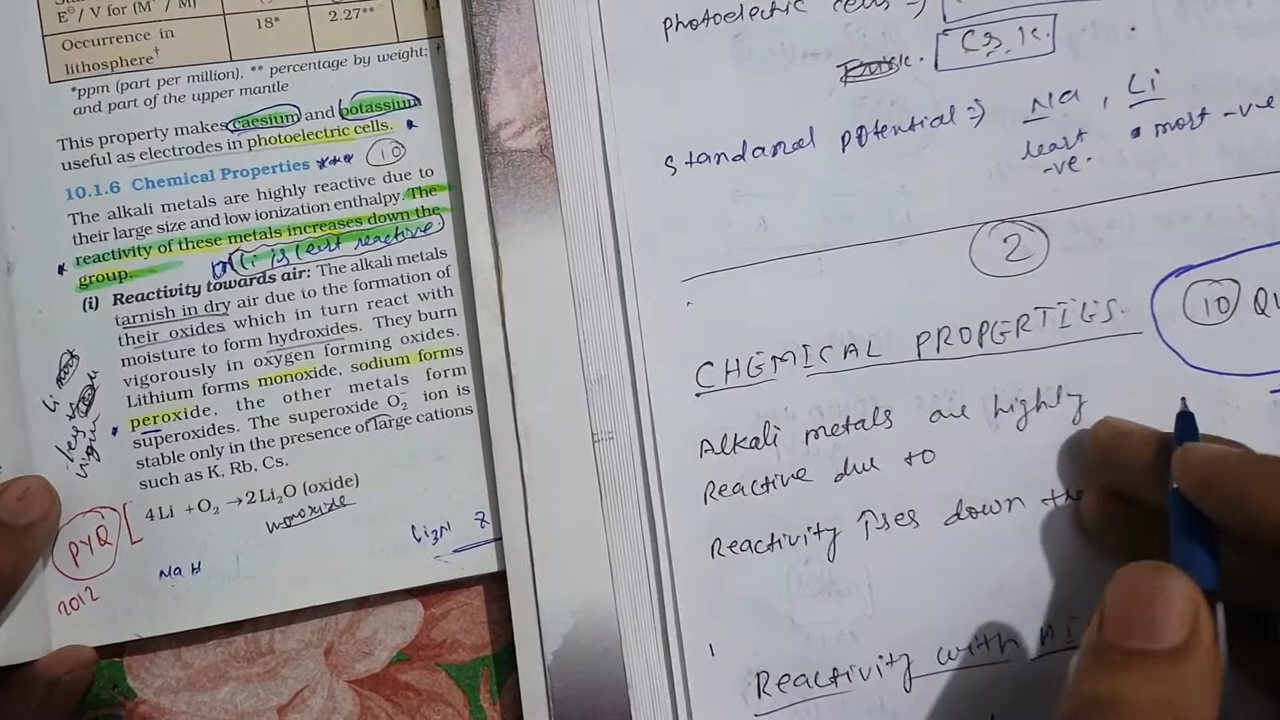 E⊖ / V for (M+ / M)
Occurrence in
lithosphere†
18*
2.27**
*ppm (part per million), ** percentage by weight; †
and part of the upper mantle
This property makes caesium and potassium
useful as electrodes in photoelectric cells.
10.1.6 Chemical Properties
10
The alkali metals are highly reactive due to
their large size and low ionization enthalpy. The
reactivity of these metals increases down the
group.
Li is least reactive.
(i) Reactivity towards air: The alkali metals
tarnish in dry air due to the formation of
their oxides which in turn react with
moisture to form hydroxides. They burn
vigorously in oxygen forming oxides.
Lithium forms monoxide, sodium forms
peroxide, the other metals form
superoxides. The superoxide O₂⁻ ion is
stable only in the presence of large cations
such as K, Rb, Cs.
4Li + O₂ → 2Li₂O (oxide)
monoxide
PYQ
2012
Na H
Li3N
photoelectric cells ⇒
Cs, K.
Standard potential ⇒ Na, Li
least
-ve.
most -ve
2
CHEMICAL PROPERTIES.
10 QU
Alkali metals are highly
Reactive due to
Reactivity ↑ses down the
Reactivity with AI